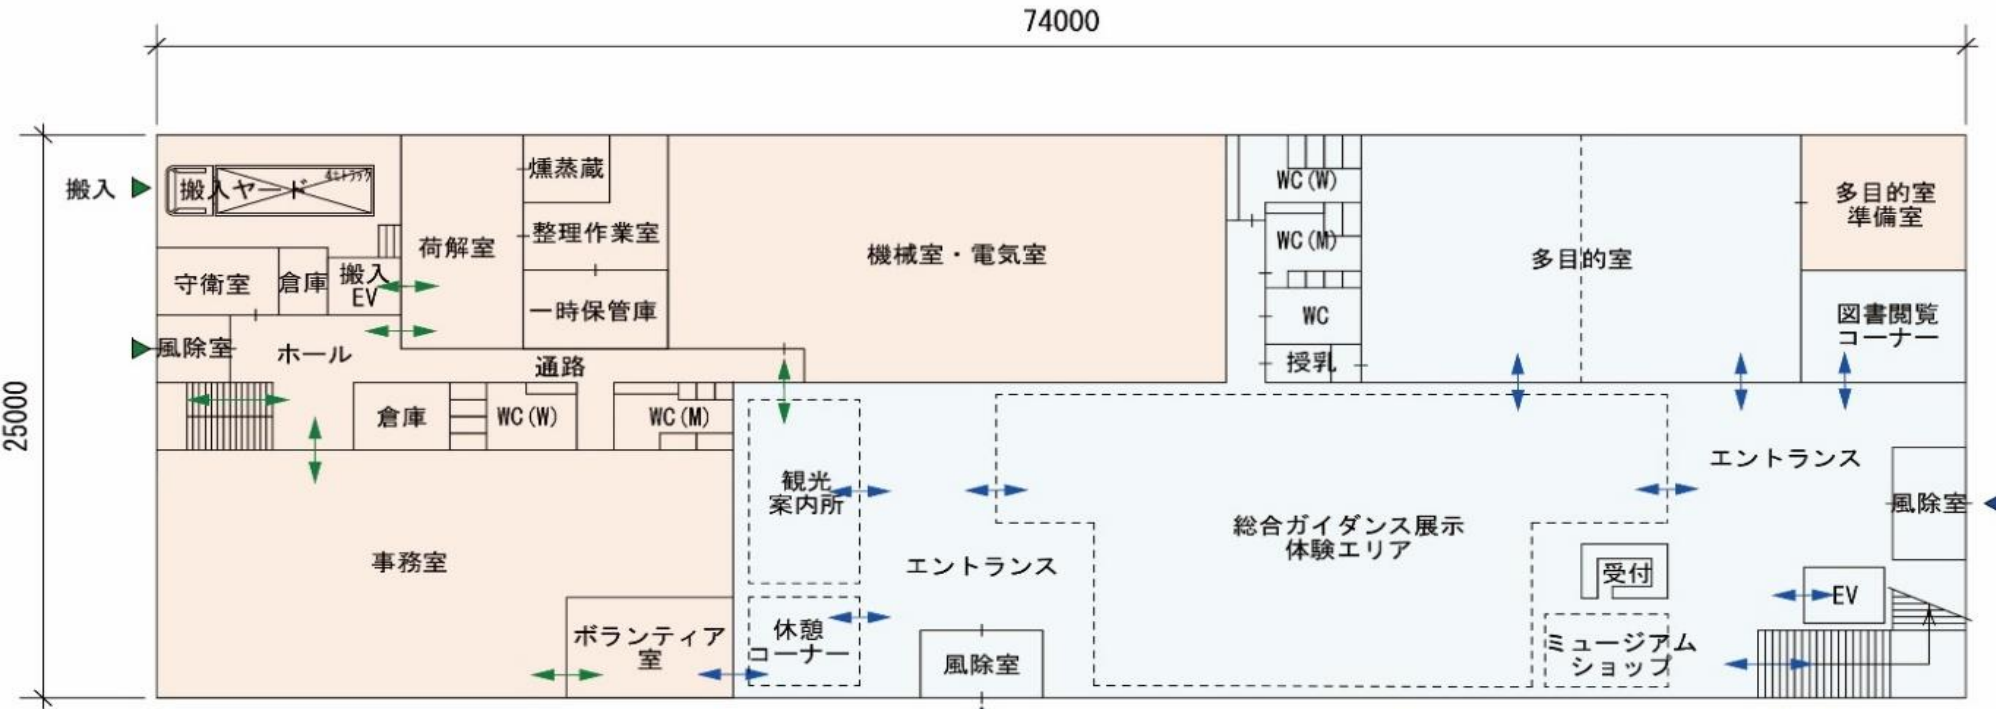 74000
25000
搬入
搬入ヤード
4tトラック
燻蒸蔵
荷解室
整理作業室
守衛室
倉庫
搬入
EV
一時保管庫
機械室・電気室
風除室
ホール
通路
倉庫
WC(W)
WC(M)
事務室
ボランティア
室
WC(W)
WC(M)
WC
授乳
多目的室
多目的室
準備室
図書閲覧
コーナー
観光
案内所
休憩
コーナー
エントランス
風除室
総合ガイダンス展示
体験エリア
エントランス
風除室
受付
EV
ミュージアム
ショップ